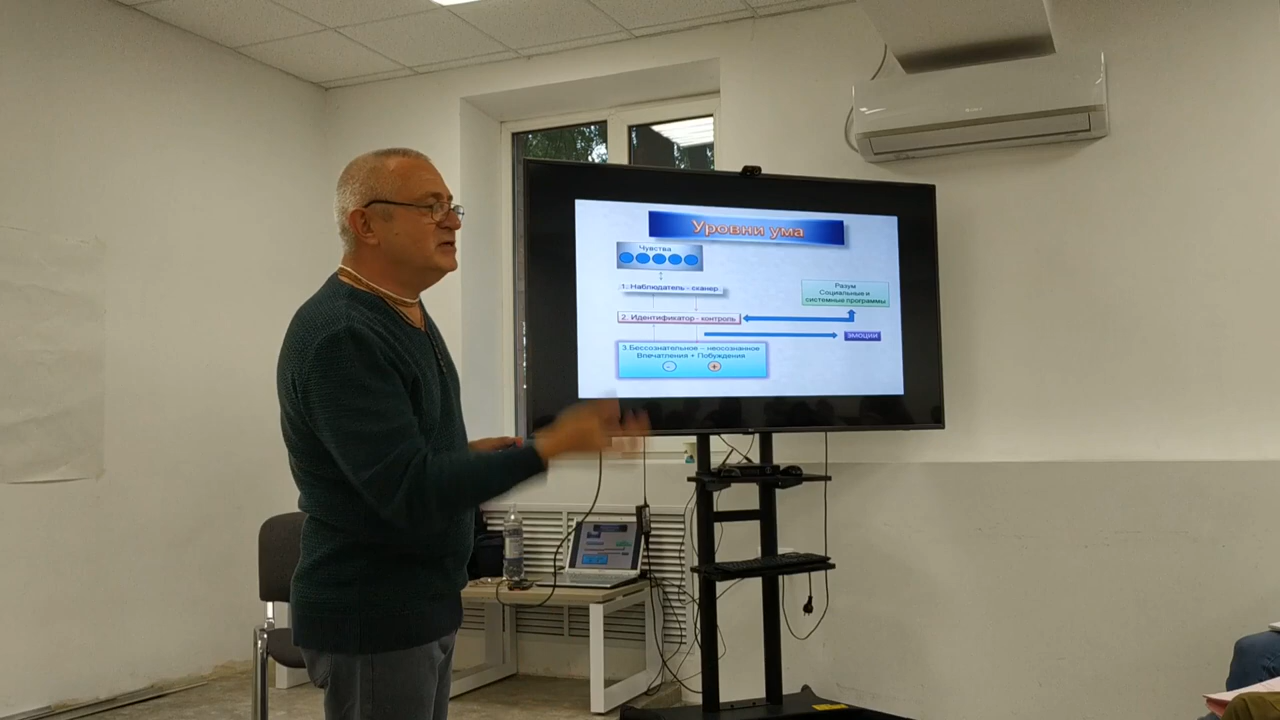 Уровни ума
Чувства
1. Наблюдатель - сканер
Разум
Социальные и
системные программы
2. Идентификатор - контроль
ЭМОЦИИ
3.Бессознательное – неосознанное
Впечатления + Побуждения
- +